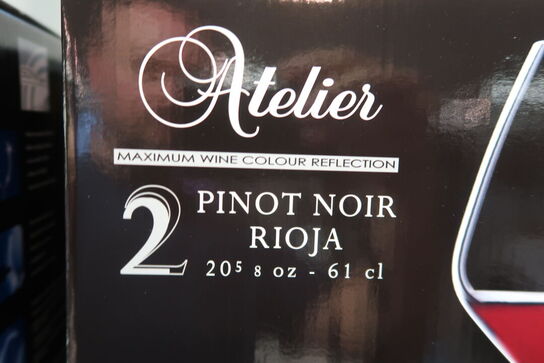 Atelier
MAXIMUM WINE COLOUR REFLECTION
2 PINOT NOIR
RIOJA
20⁵ 8 oz - 61 cl